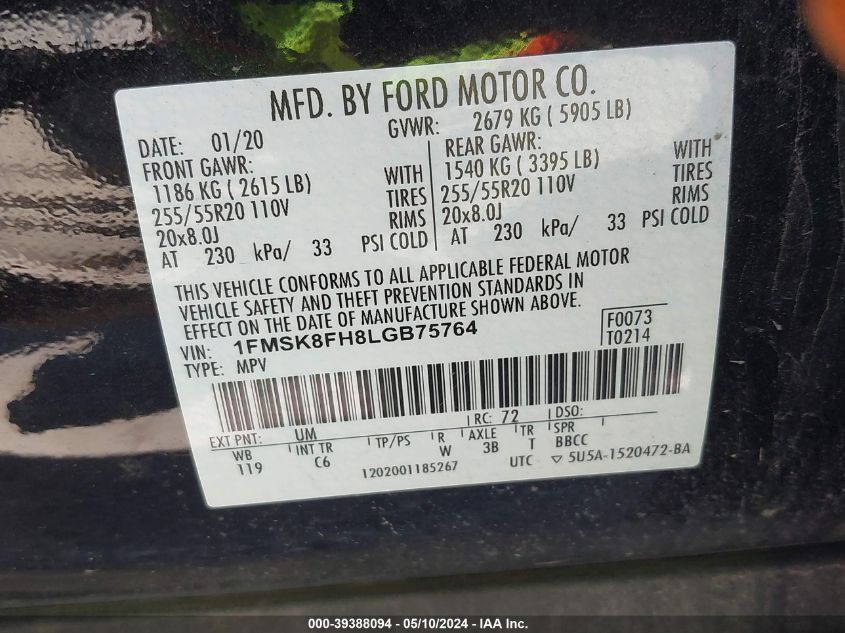 MFD. BY FORD MOTOR CO.
DATE: 01/20 GVWR: 2679 KG ( 5905 LB)
FRONT GAWR: REAR GAWR:
1186 KG ( 2615 LB) WITH 1540 KG ( 3395 LB) WITH
255/55R20 110V TIRES 255/55R20 110V TIRES
20x8.0J RIMS 20x8.0J RIMS
AT 230 kPa/ 33 PSI COLD AT 230 kPa/ 33 PSI COLD
THIS VEHICLE CONFORMS TO ALL APPLICABLE FEDERAL MOTOR
VEHICLE SAFETY AND THEFT PREVENTION STANDARDS IN
EFFECT ON THE DATE OF MANUFACTURE SHOWN ABOVE.
VIN: 1FMSK8FH8LGB75764 F0073
TYPE: MPV T0214
EXT PNT: UM RC: 72 DSO:
WB INT TR TP/PS R AXLE TR SPR
119 C6 W 3B T BBCC
1202001185267 UTC ▽ 5U5A-1520472-BA
000-39388094 - 05/10/2024 - IAA Inc.